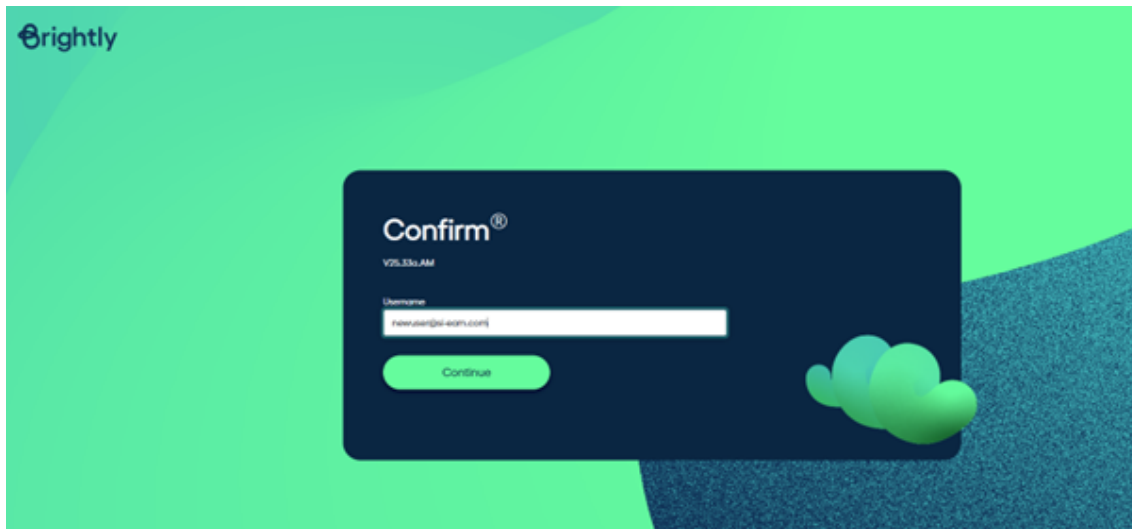 Brightly
Confirm®
V25.33a.AM
Username
newuser@si-eam.com
Continue